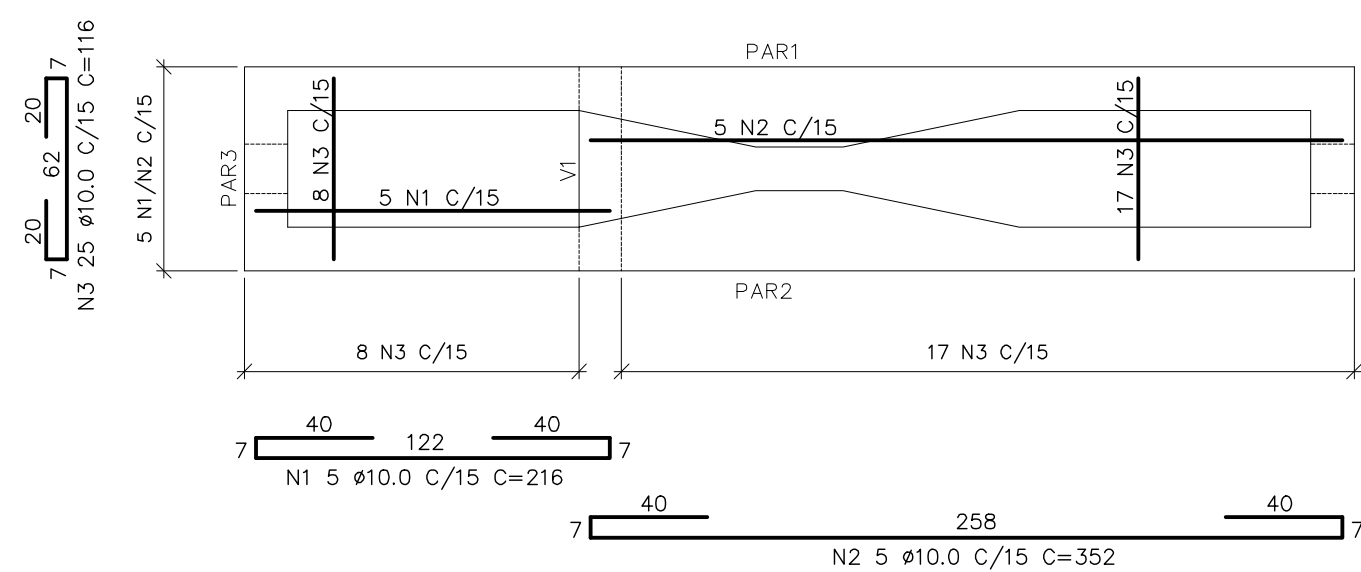 PAR1
7
20
62
20
7
N3 25 ø10.0 C/15 C=116
5 N1/N2 C/15
PAR3
8 N3 C/15
V1
5 N2 C/15
17 N3 C/15
5 N1 C/15
PAR2
8 N3 C/15
17 N3 C/15
40
40
7
122
7
N1 5 ø10.0 C/15 C=216
40
40
7
258
7
N2 5 ø10.0 C/15 C=352